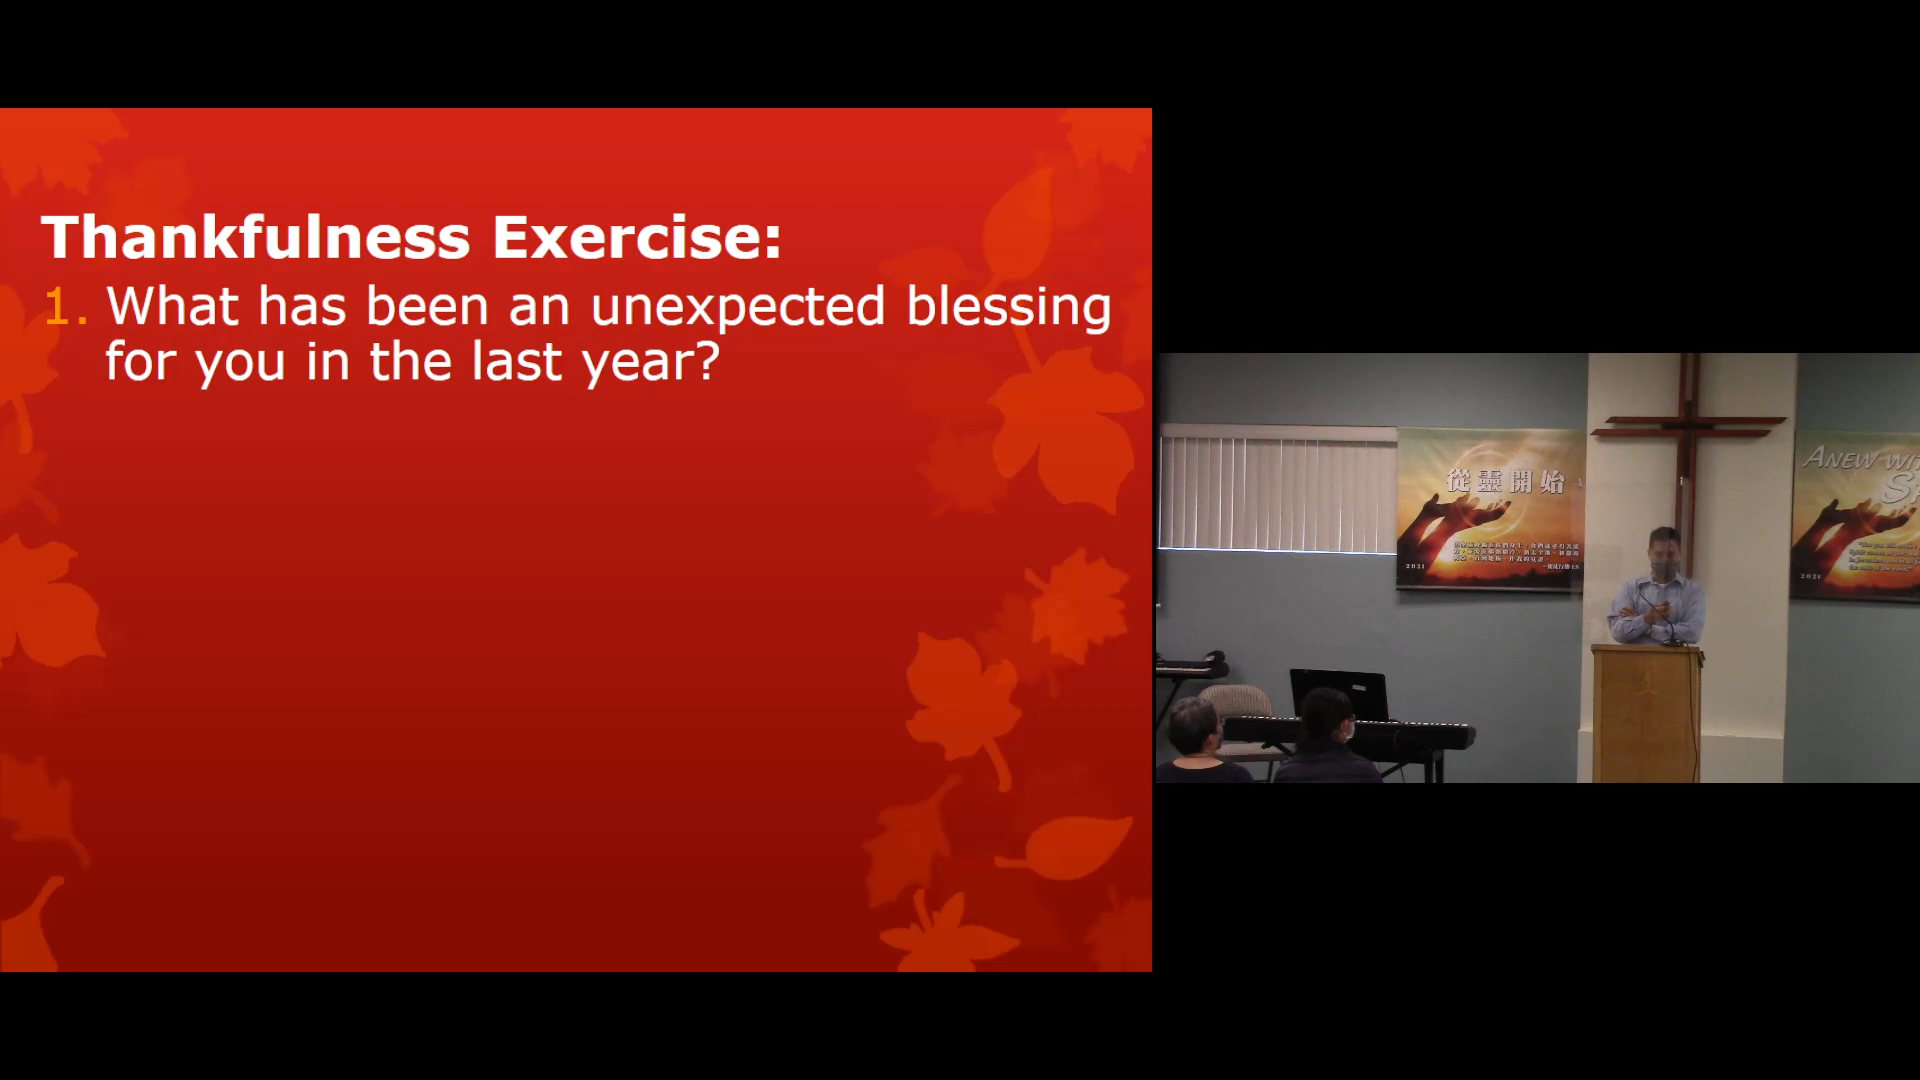 Thankfulness Exercise:
1. What has been an unexpected blessing
for you in the last year?
從靈開始
2021
ANEW WIT
S
2021